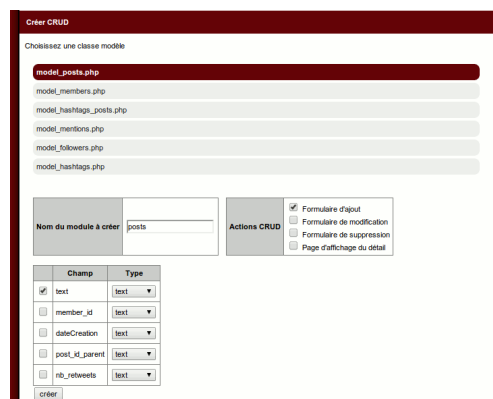 Créer CRUD
Choisissez une classe modèle
model_posts.php
model_members.php
model_hashtags_posts.php
model_mentions.php
model_followers.php
model_hashtags.php
Nom du module à créer posts
Actions CRUD
Formulaire d'ajout
Formulaire de modification
Formulaire de suppression
Page d'affichage du détail
Champ Type
text text
member_id text
dateCreation text
post_id_parent text
nb_retweets text
créer